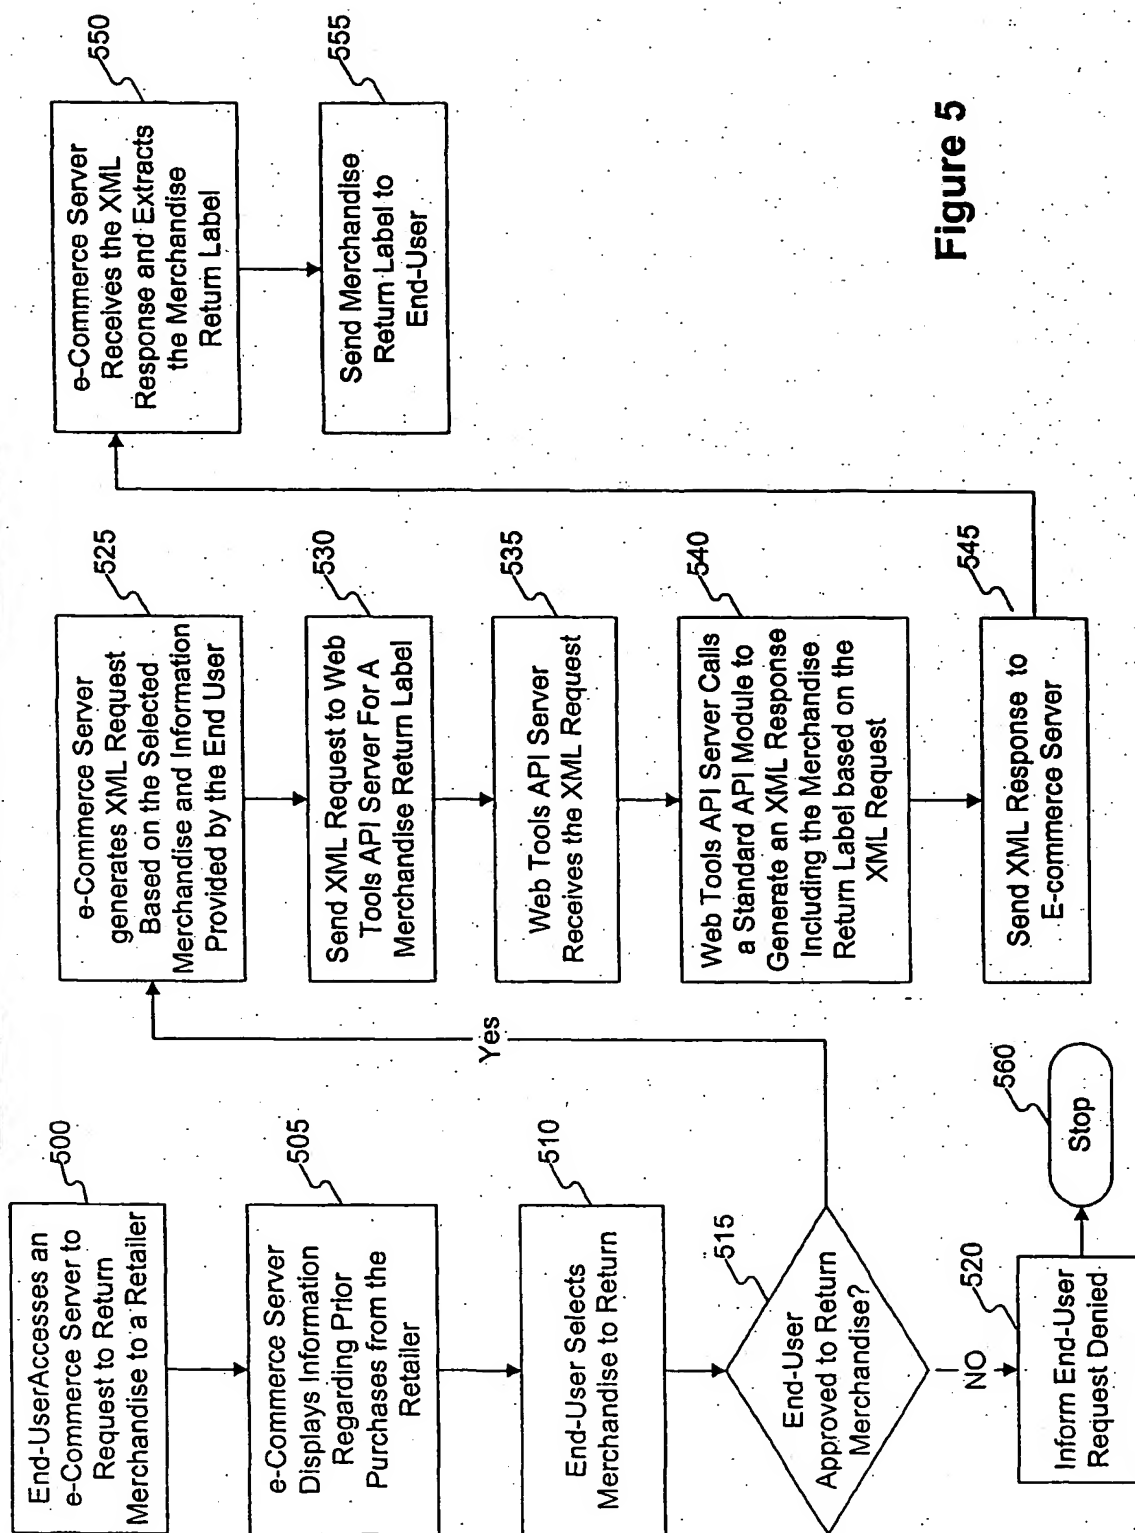 500
End-UserAccesses an
e-Commerce Server to
Request to Return
Merchandise to a Retailer
505
e-Commerce Server
Displays Information
Regarding Prior
Purchases from the
Retailer
510
End-User Selects
Merchandise to Return
515
End-User
Approved to Return
Merchandise?
Yes
NO
520
Inform End-User
Request Denied
560
Stop
525
e-Commerce Server
generates XML Request
Based on the Selected
Merchandise and Information
Provided by the End User
530
Send XML Request to Web
Tools API Server For A
Merchandise Return Label
535
Web Tools API Server
Receives the XML Request
540
Web Tools API Server Calls
a Standard API Module to
Generate an XML Response
Including the Merchandise
Return Label based on the
XML Request
545
Send XML Response to
E-commerce Server
550
e-Commerce Server
Receives the XML
Response and Extracts
the Merchandise
Return Label
555
Send Merchandise
Return Label to
End-User
Figure 5